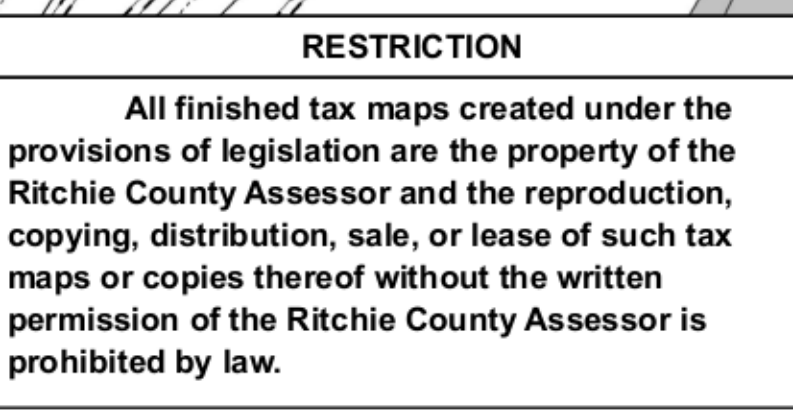 RESTRICTION
All finished tax maps created under the
provisions of legislation are the property of the
Ritchie County Assessor and the reproduction,
copying, distribution, sale, or lease of such tax
maps or copies thereof without the written
permission of the Ritchie County Assessor is
prohibited by law.